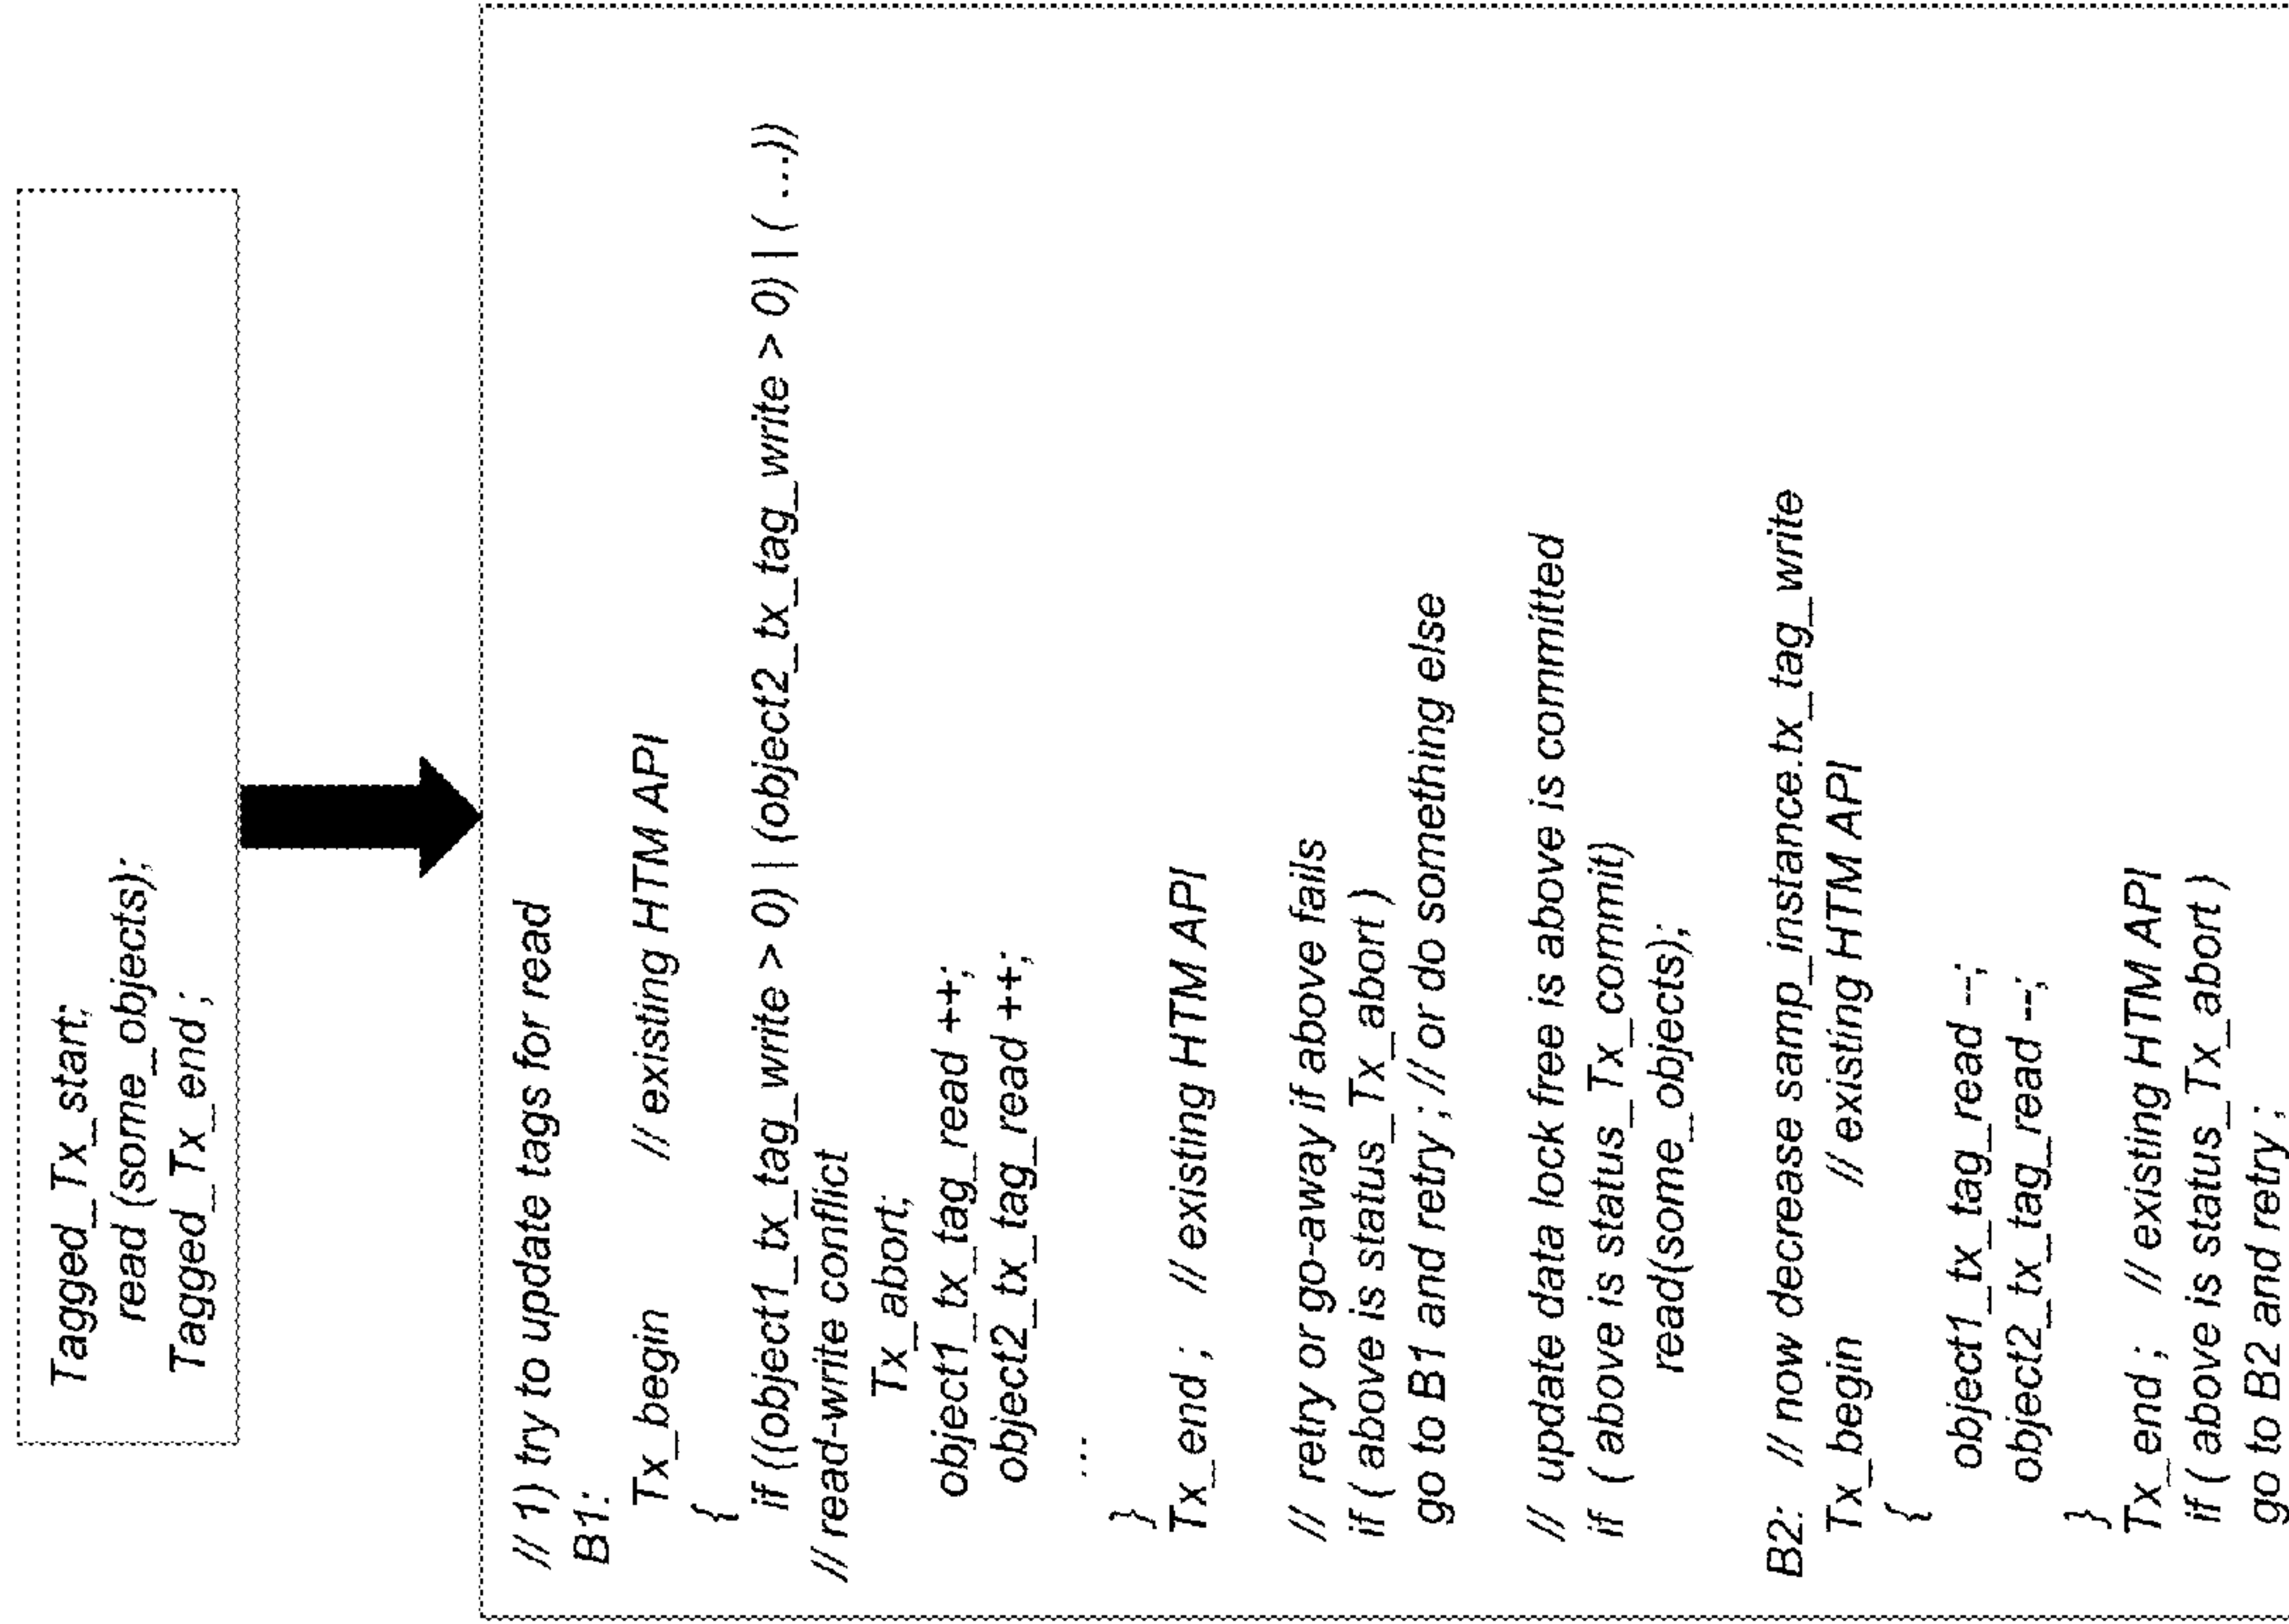 Tagged_Tx_start;
read (some_objects);
Tagged_Tx_end ;
// 1) try to update tags for read
B1:
Tx_begin // existing HTM API
{
if ((object1_tx_tag_write > 0) | (object2_tx_tag_write > 0) | ( ...))
// read-write conflict
Tx_abort;
object1_tx_tag_read ++;
object2_tx_tag_read ++;
...
}
Tx_end ; // existing HTM API
// retry or go-away if above fails
if ( above is status_Tx_abort )
go to B1 and retry ; // or do something else
// update data lock free is above is committed
if ( above is status_Tx_commit)
read(some_objects);
B2: // now decrease samp_instance.tx_tag_write
Tx_begin // existing HTM API
{
object1_tx_tag_read --;
object2_tx_tag_read --;
}
Tx_end ; // existing HTM API
if ( above is status_Tx_abort )
go to B2 and retry ;